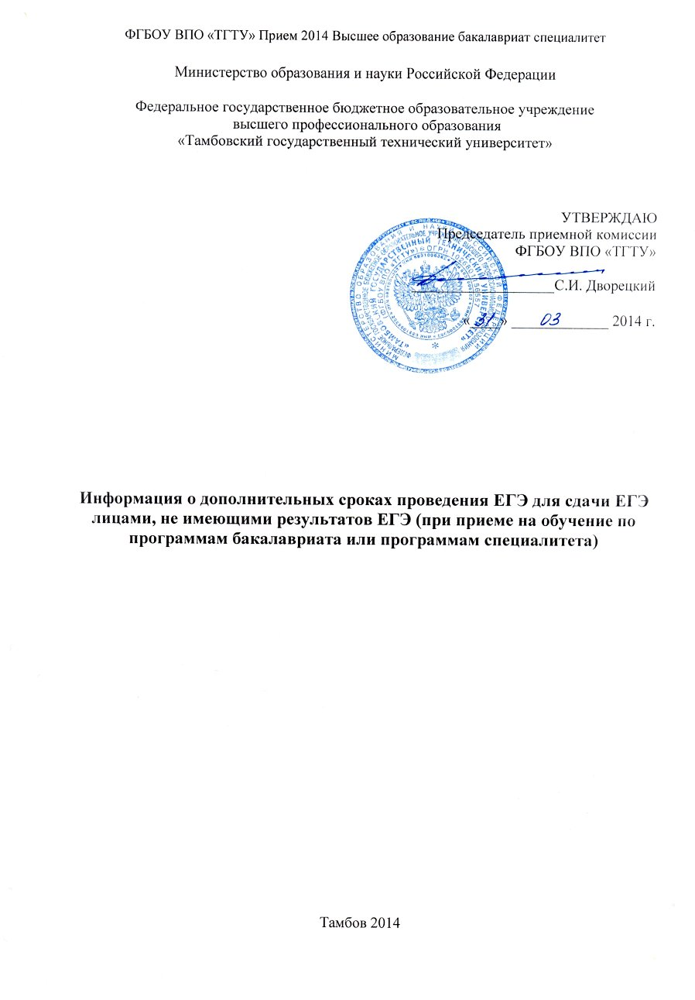 ФГБОУ ВПО «ТГТУ» Прием 2014 Высшее образование бакалавриат специалитет
Министерство образования и науки Российской Федерации
Федеральное государственное бюджетное образовательное учреждение
высшего профессионального образования
«Тамбовский государственный технический университет»
УТВЕРЖДАЮ
Председатель приемной комиссии
ФГБОУ ВПО «ТГТУ»
С.И. Дворецкий
«31» 03 2014 г.
Информация о дополнительных сроках проведения ЕГЭ для сдачи ЕГЭ
лицами, не имеющими результатов ЕГЭ (при приеме на обучение по
программам бакалавриата или программам специалитета)
Тамбов 2014